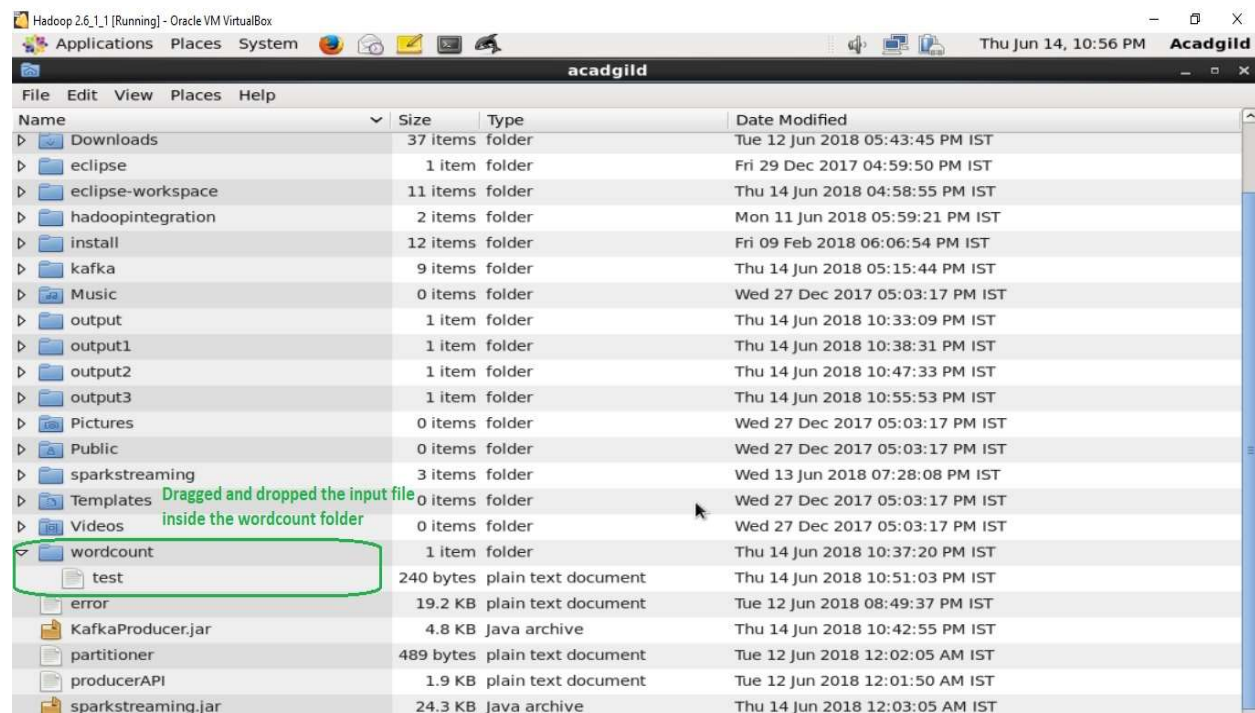 Hadoop 2.6_1_1 [Running] - Oracle VM VirtualBox
Applications Places System Thu Jun 14, 10:56 PM Acadgild
acadgild
File Edit View Places Help
Name Size Type Date Modified
Downloads 37 items folder Tue 12 Jun 2018 05:43:45 PM IST
eclipse 1 item folder Fri 29 Dec 2017 04:59:50 PM IST
eclipse-workspace 11 items folder Thu 14 Jun 2018 04:58:55 PM IST
hadoopintegration 2 items folder Mon 11 Jun 2018 05:59:21 PM IST
install 12 items folder Fri 09 Feb 2018 06:06:54 PM IST
kafka 9 items folder Thu 14 Jun 2018 05:15:44 PM IST
Music 0 items folder Wed 27 Dec 2017 05:03:17 PM IST
output 1 item folder Thu 14 Jun 2018 10:33:09 PM IST
output1 1 item folder Thu 14 Jun 2018 10:38:31 PM IST
output2 1 item folder Thu 14 Jun 2018 10:47:33 PM IST
output3 1 item folder Thu 14 Jun 2018 10:55:53 PM IST
Pictures 0 items folder Wed 27 Dec 2017 05:03:17 PM IST
Public 0 items folder Wed 27 Dec 2017 05:03:17 PM IST
sparkstreaming 3 items folder Wed 13 Jun 2018 07:28:08 PM IST
Templates 0 items folder Wed 27 Dec 2017 05:03:17 PM IST
Dragged and dropped the input file
inside the wordcount folder
Videos 0 items folder Wed 27 Dec 2017 05:03:17 PM IST
wordcount 1 item folder Thu 14 Jun 2018 10:37:20 PM IST
test 240 bytes plain text document Thu 14 Jun 2018 10:51:03 PM IST
error 19.2 KB plain text document Tue 12 Jun 2018 08:49:37 PM IST
KafkaProducer.jar 4.8 KB Java archive Thu 14 Jun 2018 10:42:55 PM IST
partitioner 489 bytes plain text document Tue 12 Jun 2018 12:02:05 AM IST
producerAPI 1.9 KB plain text document Tue 12 Jun 2018 12:01:50 AM IST
sparkstreaming.jar 24.3 KB Java archive Thu 14 Jun 2018 12:03:05 AM IST